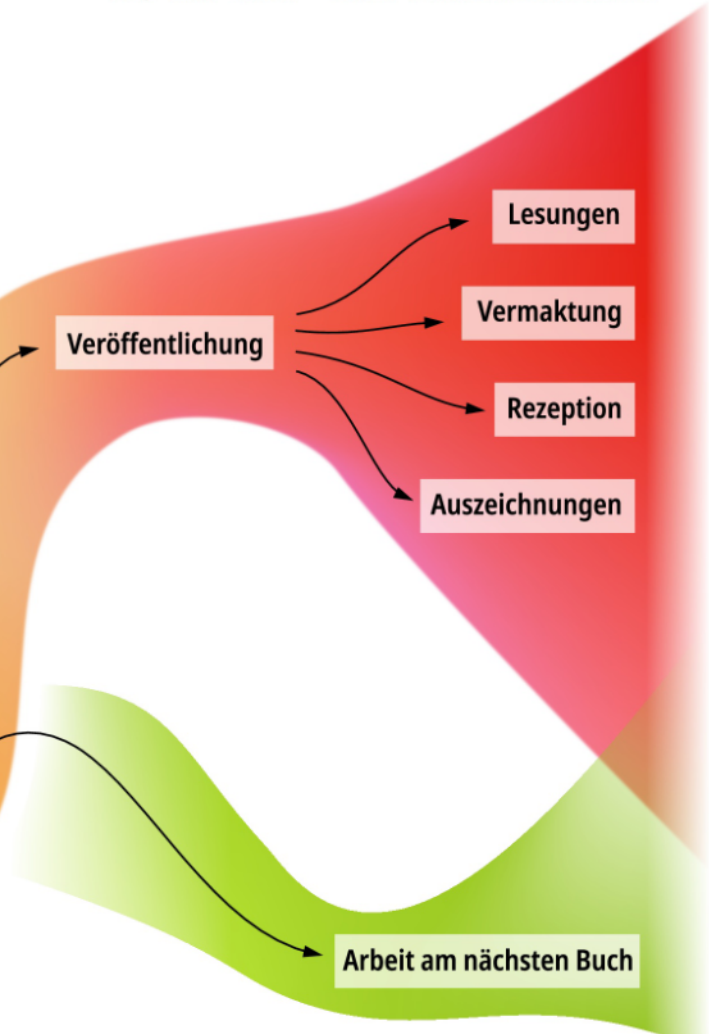 Lesungen
Vermaktung
Veröffentlichung
Rezeption
Auszeichnungen
Arbeit am nächsten Buch